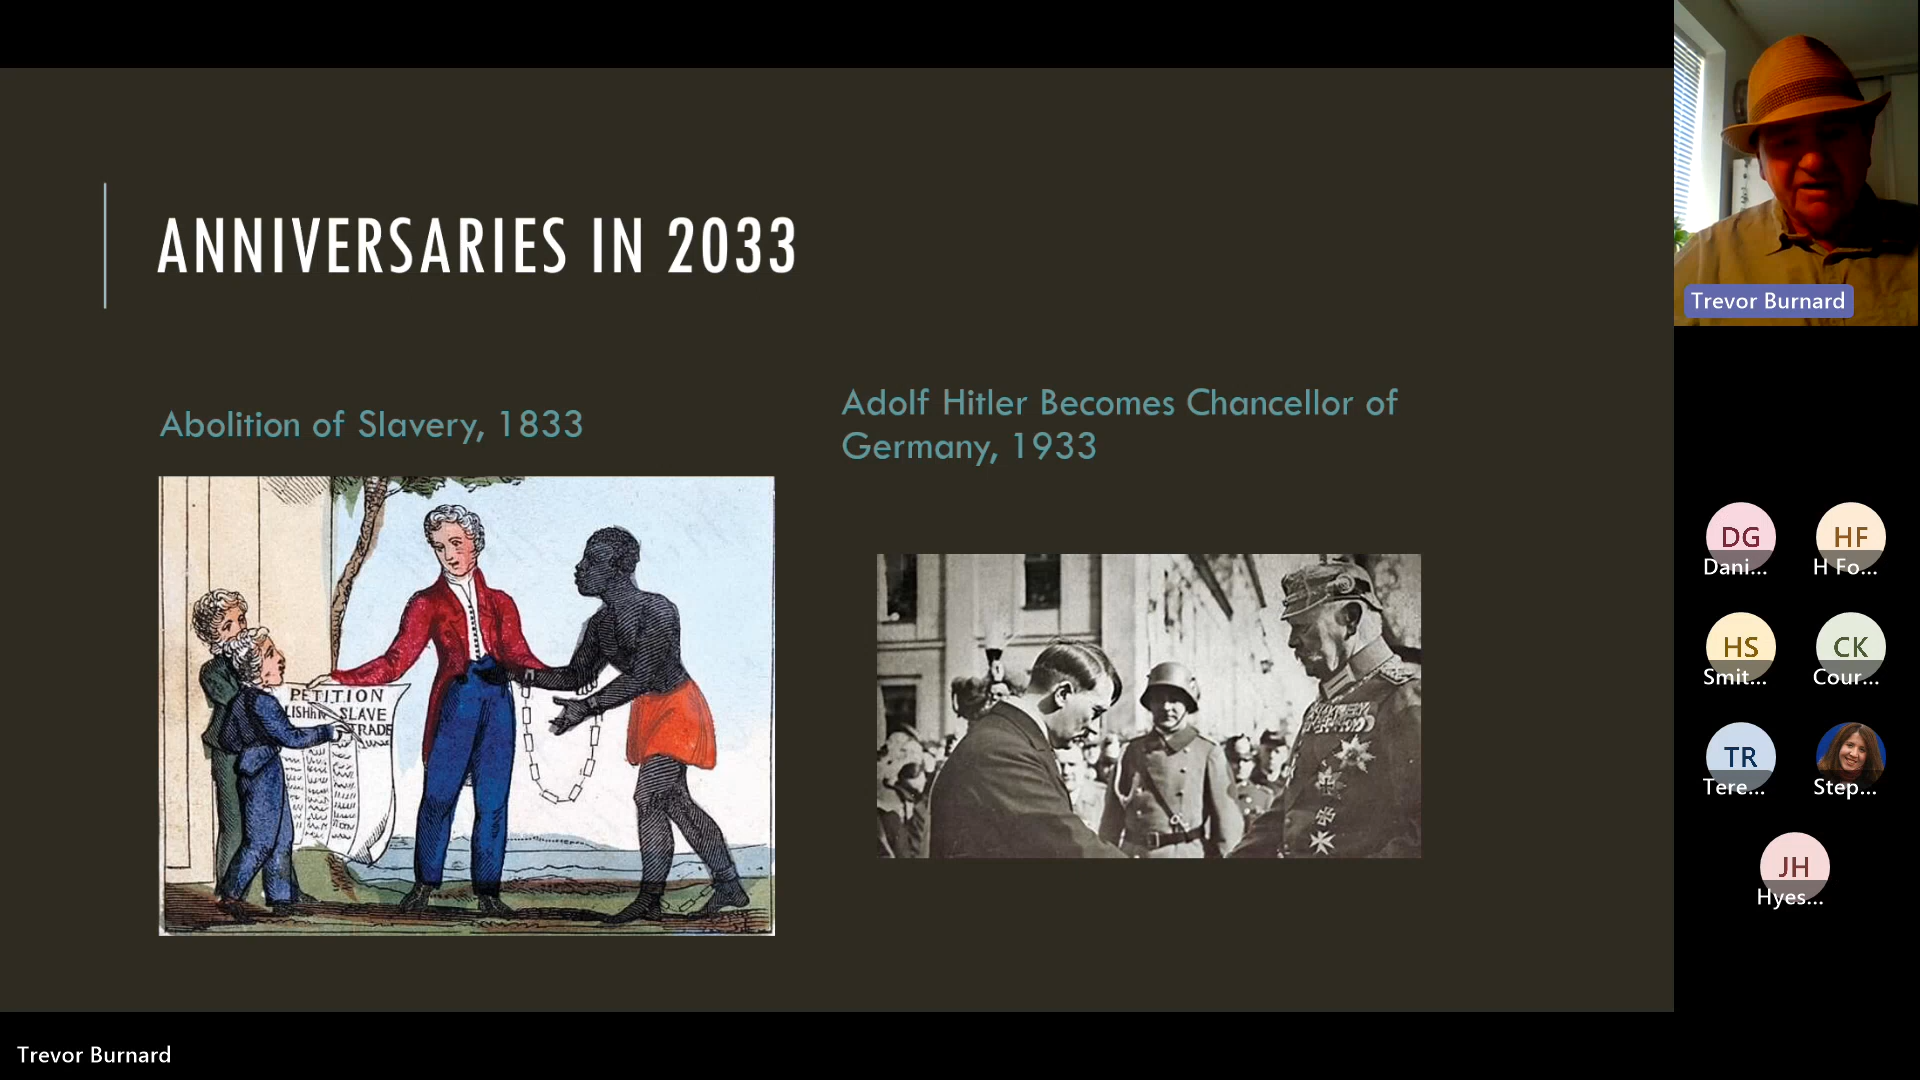 ANNIVERSARIES IN 2033
Abolition of Slavery, 1833
Adolf Hitler Becomes Chancellor of
Germany, 1933
PETITION
SLAVE
TRADE
Trevor Burnard
DG
Dani...
HF
H Fo...
HS
Smit...
CK
Cour...
TR
Tere...
Step...
JH
Hyes...
Trevor Burnard